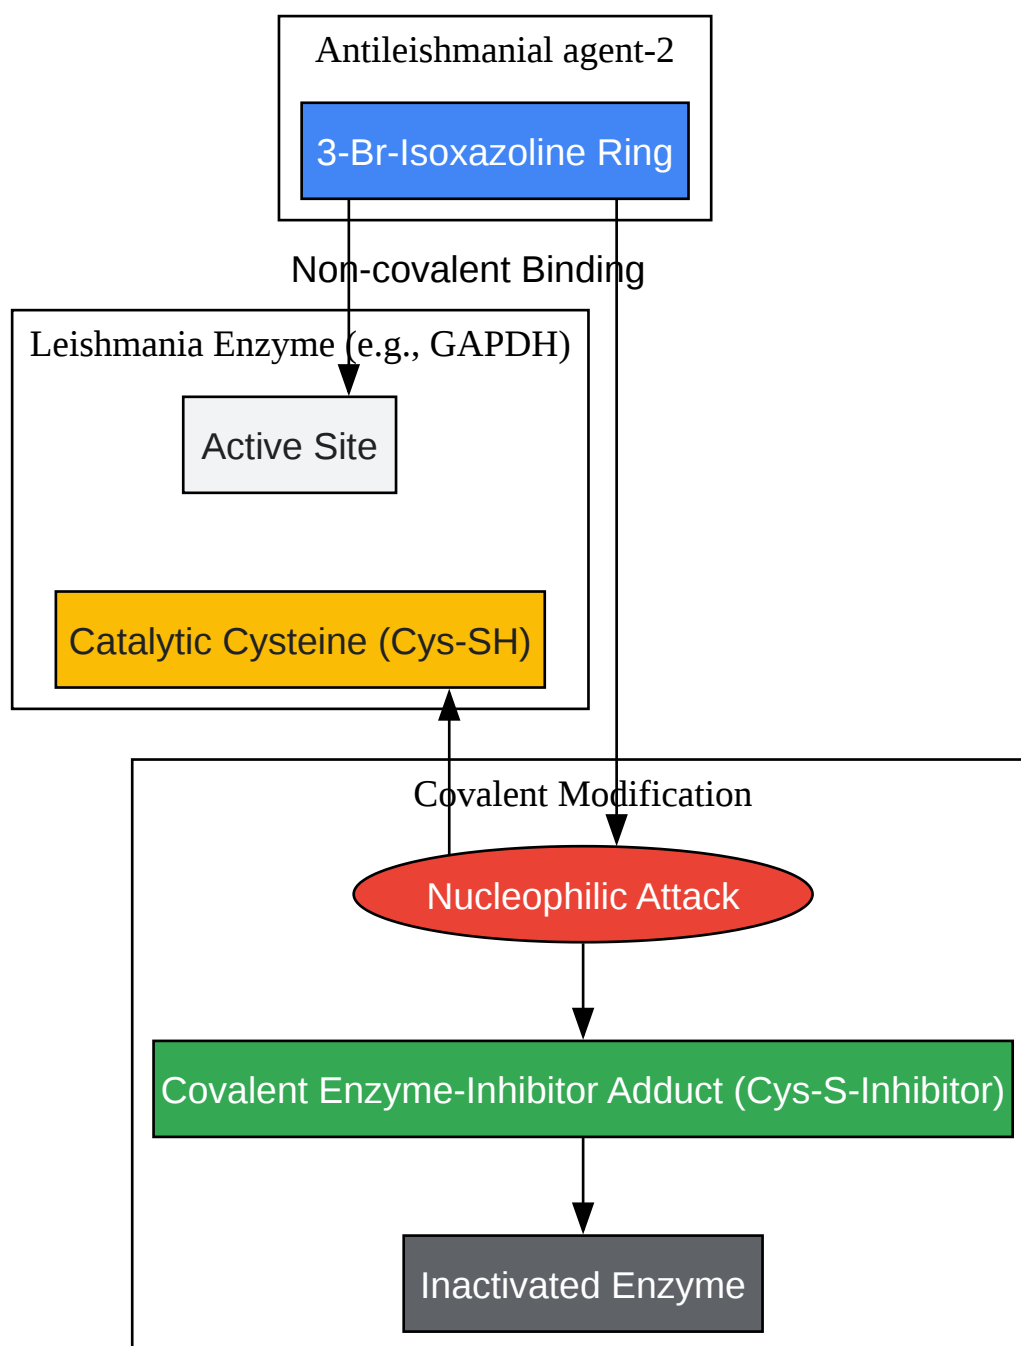 Antileishmanial agent-2
3-Br-Isoxazoline Ring
Non-covalent Binding
Leishmania Enzyme (e.g., GAPDH)
Active Site
Catalytic Cysteine (Cys-SH)
Covalent Modification
Nucleophilic Attack
Covalent Enzyme-Inhibitor Adduct (Cys-S-Inhibitor)
Inactivated Enzyme